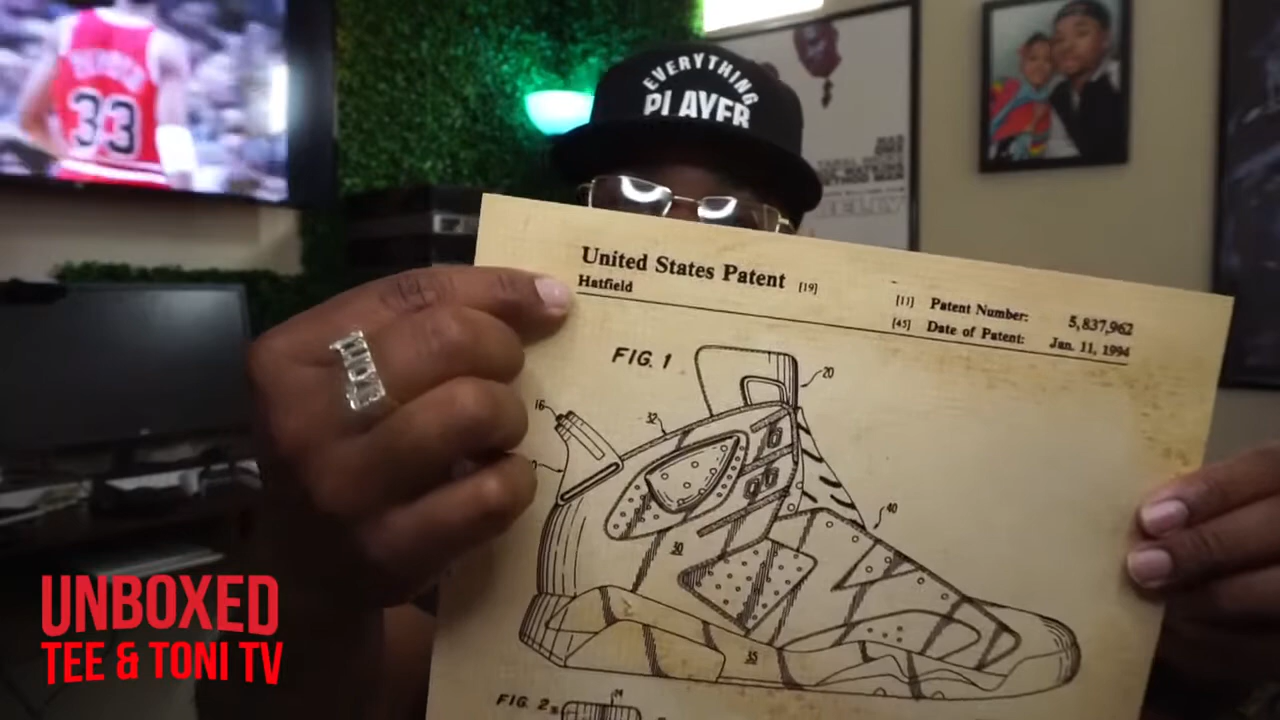 33
EVERYTHING
PLAYER
United States Patent [19]
Hatfield
[11] Patent Number: 5,837,962
[45] Date of Patent: Jan. 11, 1994
FIG. 1
20
16
32
40
30
35
FIG. 2
24
UNBOXED
TEE & TONI TV